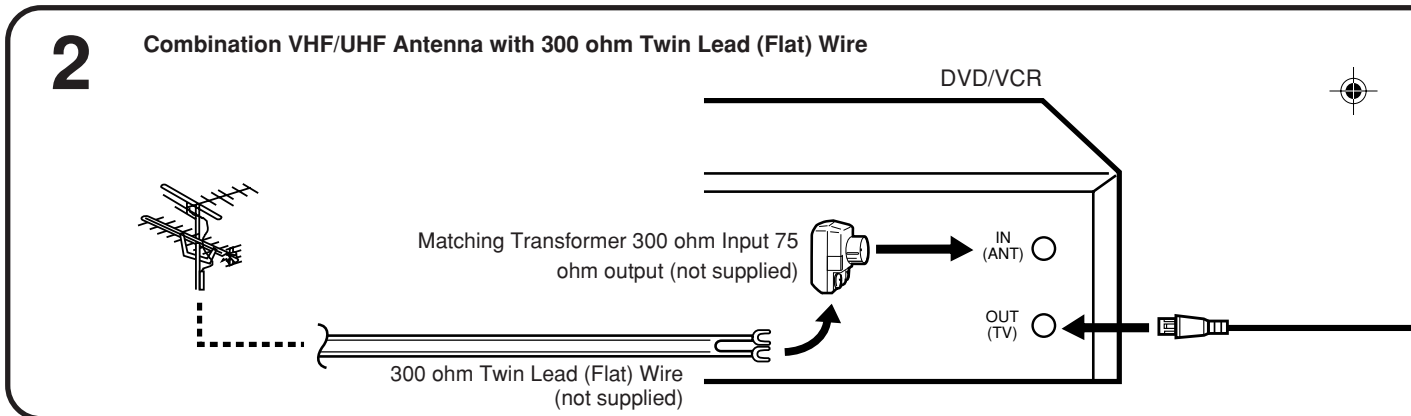 2
Combination VHF/UHF Antenna with 300 ohm Twin Lead (Flat) Wire
DVD/VCR
Matching Transformer 300 ohm Input 75
ohm output (not supplied)
IN
(ANT)
OUT
(TV)
300 ohm Twin Lead (Flat) Wire
(not supplied)